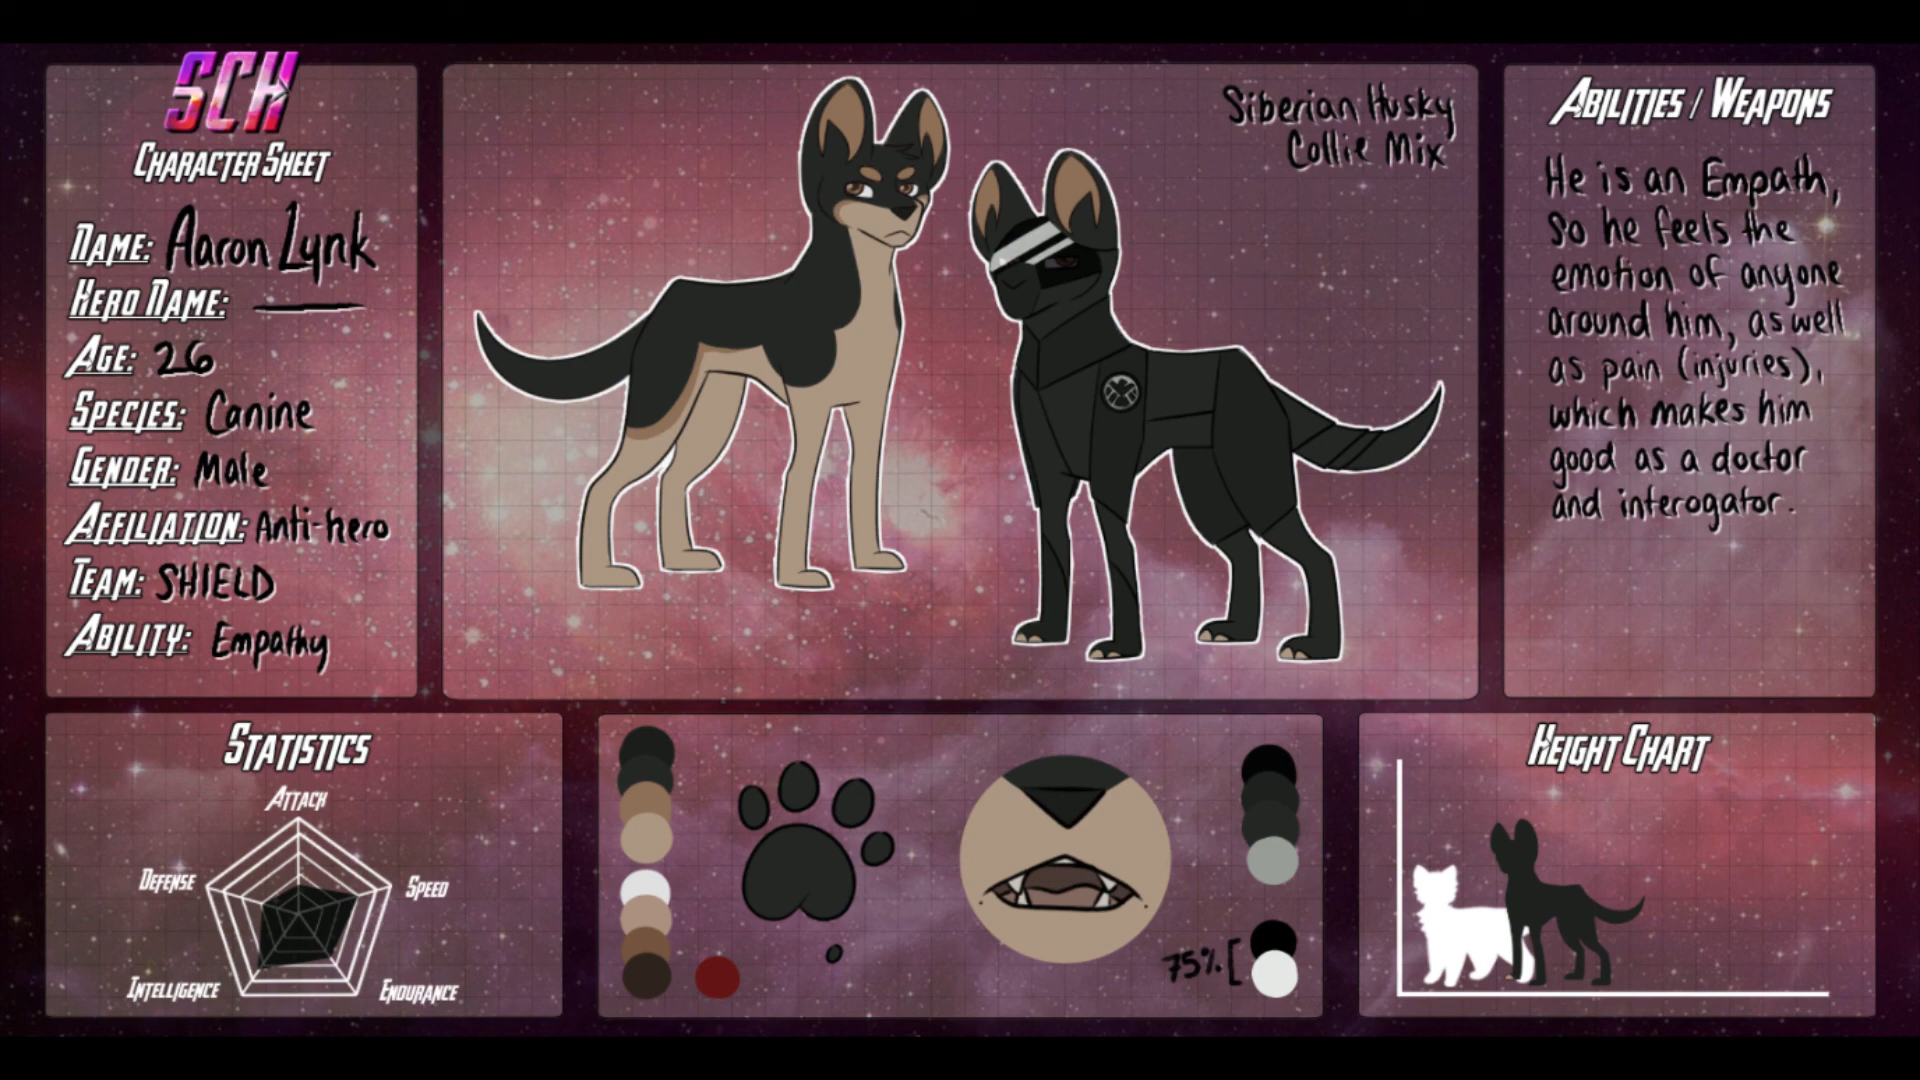 SCH
CHARACTER SHEET
NAME: Aaron Lynk
HERO NAME: ——
AGE: 26
SPECIES: Canine
GENDER: Male
AFFILIATION: Anti-hero
TEAM: SHIELD
ABILITY: Empathy
Siberian Husky
Collie Mix
ABILITIES / WEAPONS
He is an Empath,
so he feels the
emotion of anyone
around him, as well
as pain (injuries),
which makes him
good as a doctor
and interogator.
STATISTICS
ATTACK
DEFENSE
SPEED
INTELLIGENCE
ENDURANCE
75% [
HEIGHT CHART